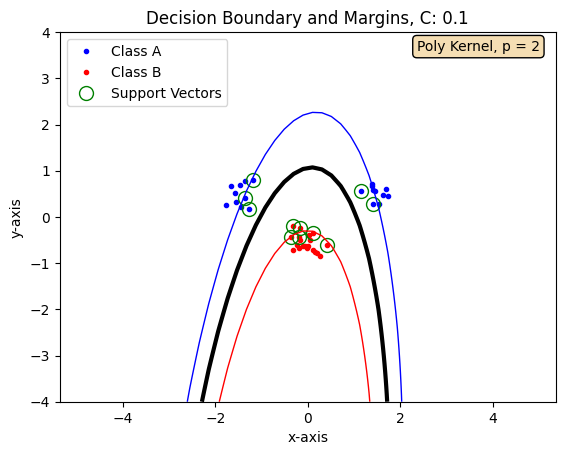 Decision Boundary and Margins, C: 0.1
Poly Kernel, p = 2
Class A
Class B
Support Vectors
y-axis
4
3
2
1
0
−1
−2
−3
−4
−4
−2
0
2
4
x-axis